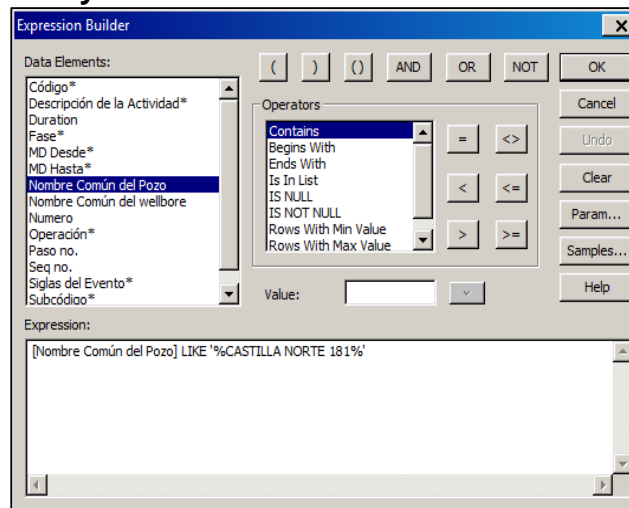 Expression Builder
Data Elements:
Código*
Descripción de la Actividad*
Duration
Fase*
MD Desde*
MD Hasta*
Nombre Común del Pozo
Nombre Común del wellbore
Numero
Operación*
Paso no.
Seq no.
Siglas del Evento*
Subcódigo*
( ) () AND OR NOT
Operators
Contains
Begins With
Ends With
Is In List
IS NULL
IS NOT NULL
Rows With Min Value
Rows With Max Value
= <>
< <=
> >=
Value:
OK
Cancel
Undo
Clear
Param...
Samples...
Help
Expression:
[Nombre Común del Pozo] LIKE '%CASTILLA NORTE 181%'